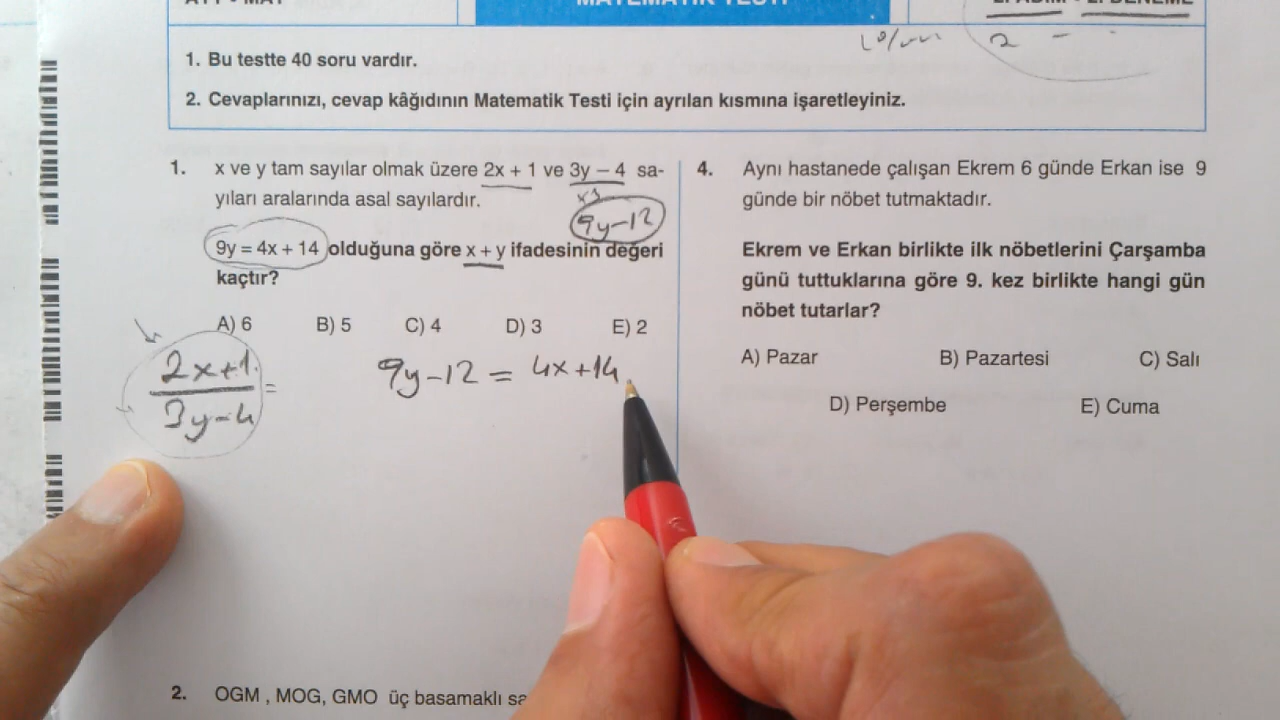 MATEMATİK TESTİ
1. Bu testte 40 soru vardır.
2. Cevaplarınızı, cevap kâğıdının Matematik Testi için ayrılan kısmına işaretleyiniz.
1. x ve y tam sayılar olmak üzere 2x + 1 ve 3y – 4 sa-
yıları aralarında asal sayılardır.
x3
9y-12
9y = 4x + 14 olduğuna göre x + y ifadesinin değeri
kaçtır?
A) 6 B) 5 C) 4 D) 3 E) 2
2x+1
3y-4
=
9y-12 = 4x+14
2. OGM , MOG, GMO üç basamaklı sa
4. Aynı hastanede çalışan Ekrem 6 günde Erkan ise 9
günde bir nöbet tutmaktadır.
Ekrem ve Erkan birlikte ilk nöbetlerini Çarşamba
günü tuttuklarına göre 9. kez birlikte hangi gün
nöbet tutarlar?
A) Pazar B) Pazartesi C) Salı
D) Perşembe E) Cuma